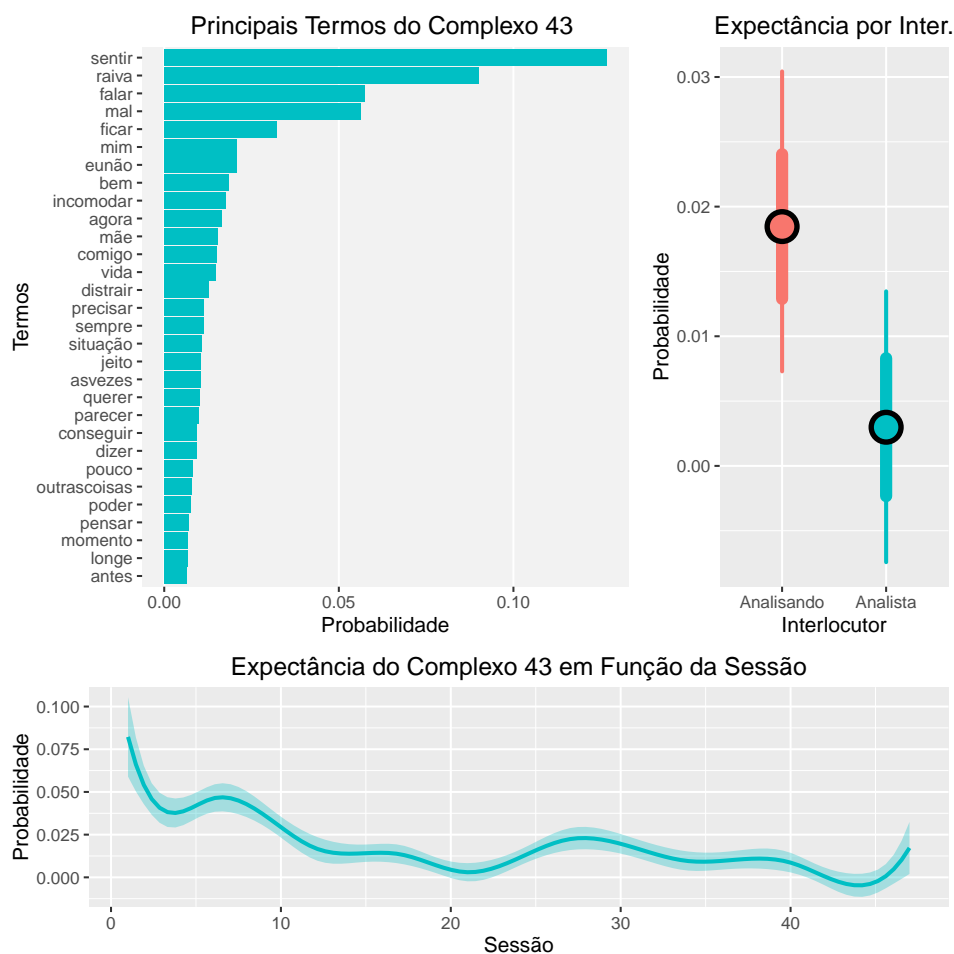 Principais Termos do Complexo 43
sentir
raiva
falar
mal
ficar
mim
eunão
bem
incomodar
agora
mãe
comigo
vida
distrair
precisar
sempre
situação
jeito
asvezes
querer
parecer
conseguir
dizer
pouco
outrascoisas
poder
pensar
momento
longe
antes
Termos
0.00 0.05 0.10
Probabilidade
Expectância por Inter.
0.03
0.02
0.01
0.00
Probabilidade
Analisando Analista
Interlocutor
Expectância do Complexo 43 em Função da Sessão
0.100
0.075
0.050
0.025
0.000
Probabilidade
0 10 20 30 40
Sessão